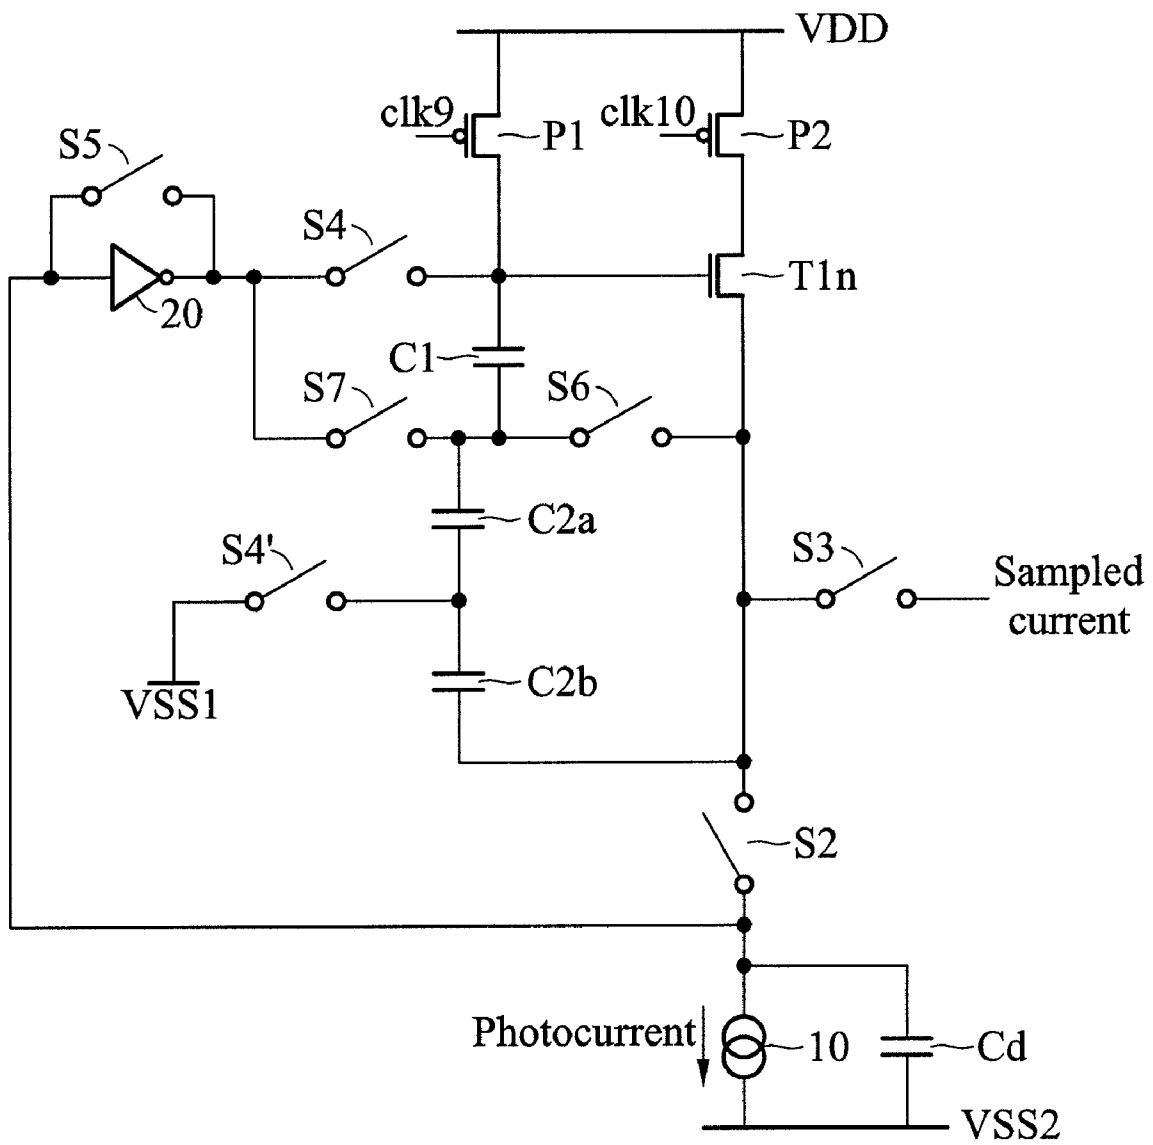 VDD
clk9
P1
clk10
P2
S5
S4
T1n
20
C1
S7
S6
C2a
S4'
S3
Sampled
current
C2b
VSS1
S2
Photocurrent
10
Cd
VSS2